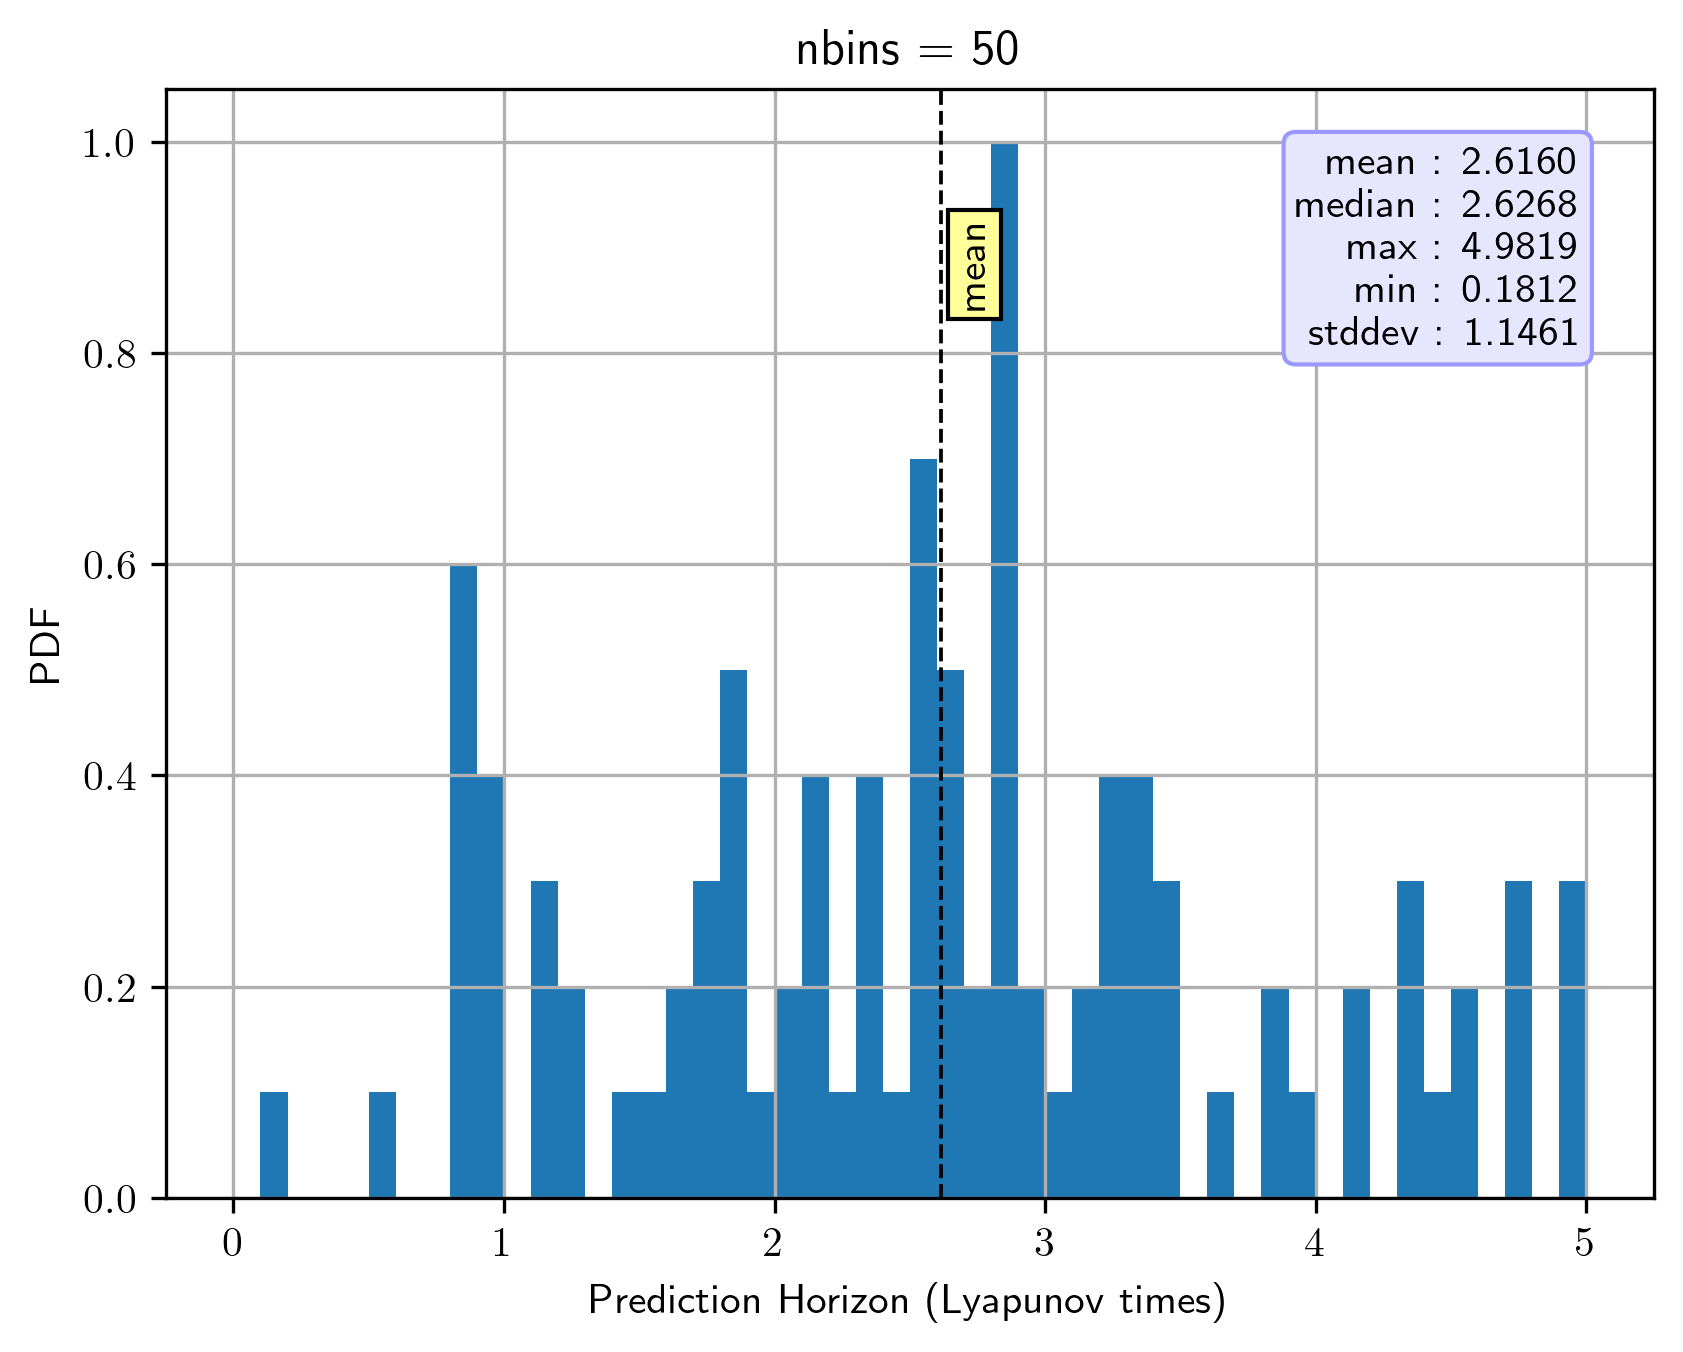 nbins = 50
mean : 2.6160
median : 2.6268
max : 4.9819
min : 0.1812
stddev : 1.1461
mean
PDF
1.0
0.8
0.6
0.4
0.2
0.0
0 1 2 3 4 5
Prediction Horizon (Lyapunov times)